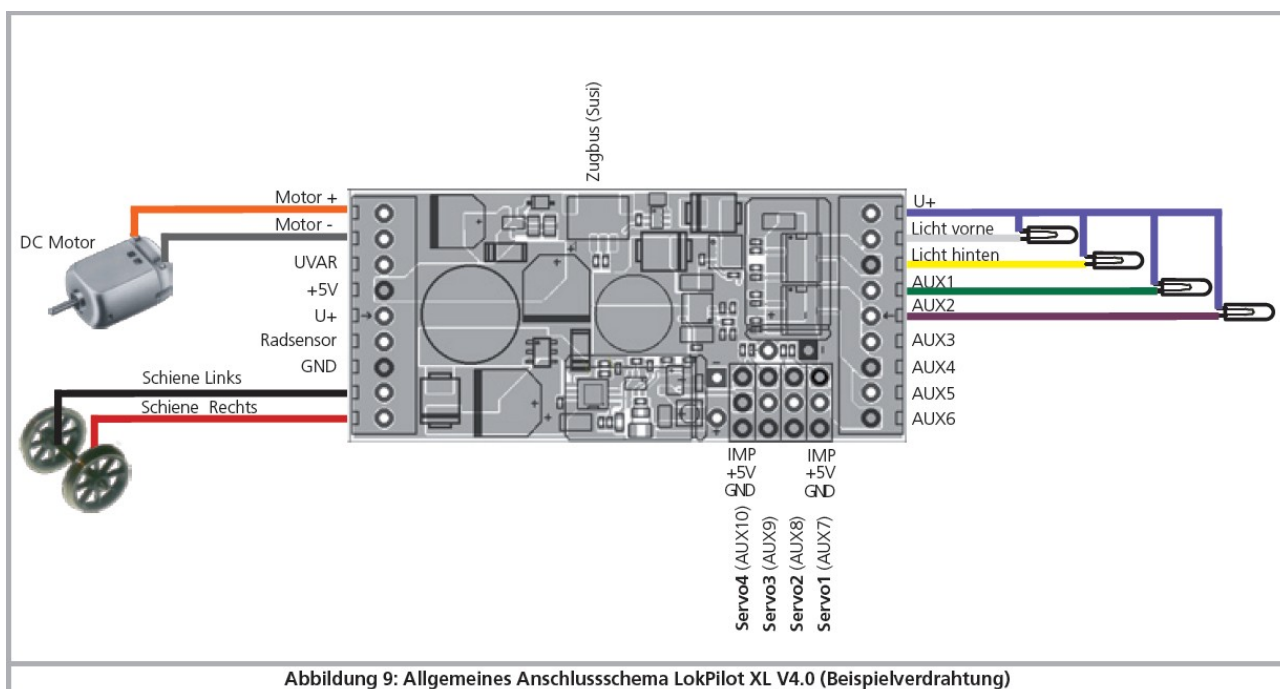 Zugbus (Susi)
DC Motor
Motor +
Motor -
UVAR
+5V
U+
Radsensor
GND
Schiene Links
Schiene Rechts
U+
Licht vorne
Licht hinten
AUX1
AUX2
AUX3
AUX4
AUX5
AUX6
IMP
+5V
GND
IMP
+5V
GND
Servo4 (AUX10)
Servo3 (AUX9)
Servo2 (AUX8)
Servo1 (AUX7)
Abbildung 9: Allgemeines Anschlussschema LokPilot XL V4.0 (Beispielverdrahtung)